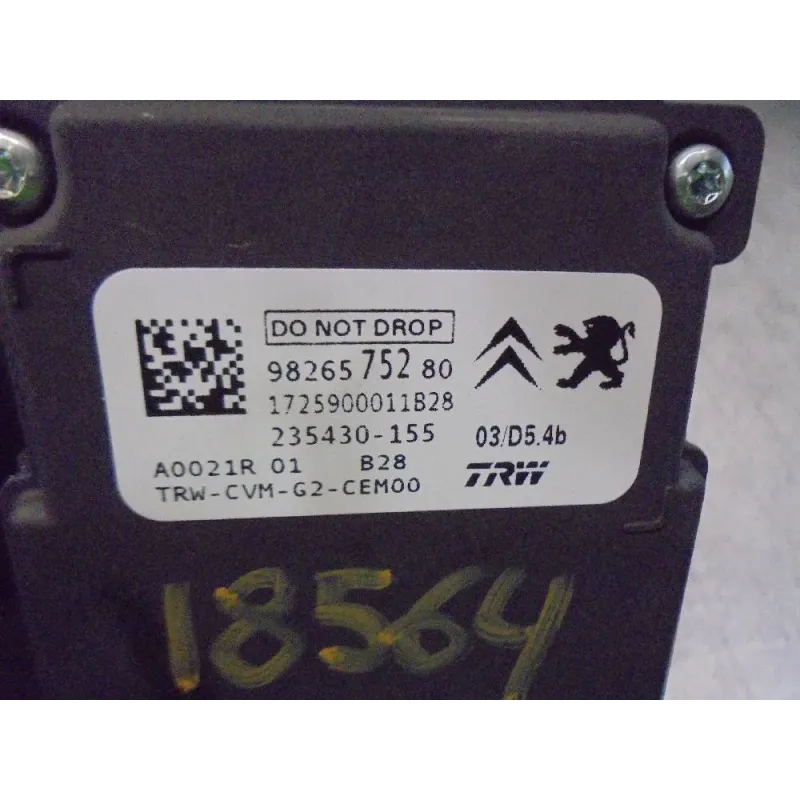 DO NOT DROP
98265 752 80
1725900011B28
235430-155 03/D5.4b
A0021R 01 B28 TRW
TRW-CVM-G2-CEM00
18564